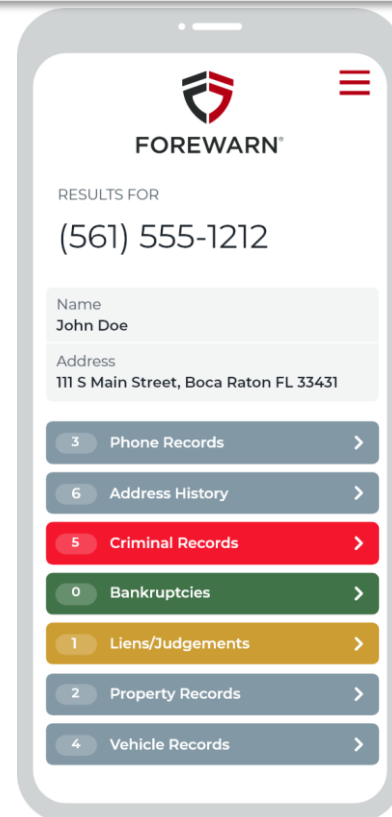 FOREWARN®
RESULTS FOR
(561) 555-1212
Name
John Doe
Address
111 S Main Street, Boca Raton FL 33431
3 Phone Records
6 Address History
5 Criminal Records
0 Bankruptcies
1 Liens/Judgements
2 Property Records
4 Vehicle Records